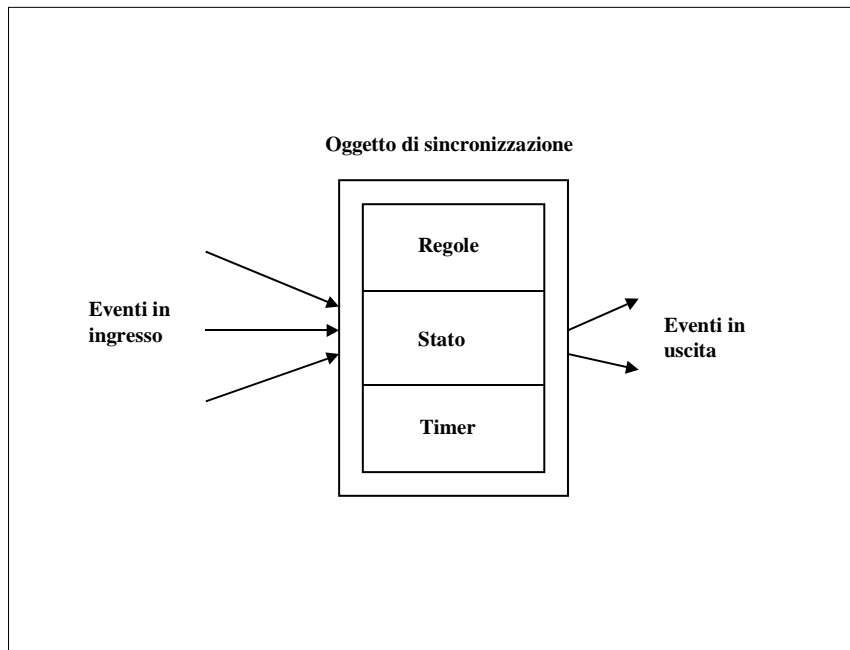 Oggetto di sincronizzazione
Regole
Eventi in
ingresso
Stato
Eventi in
uscita
Timer